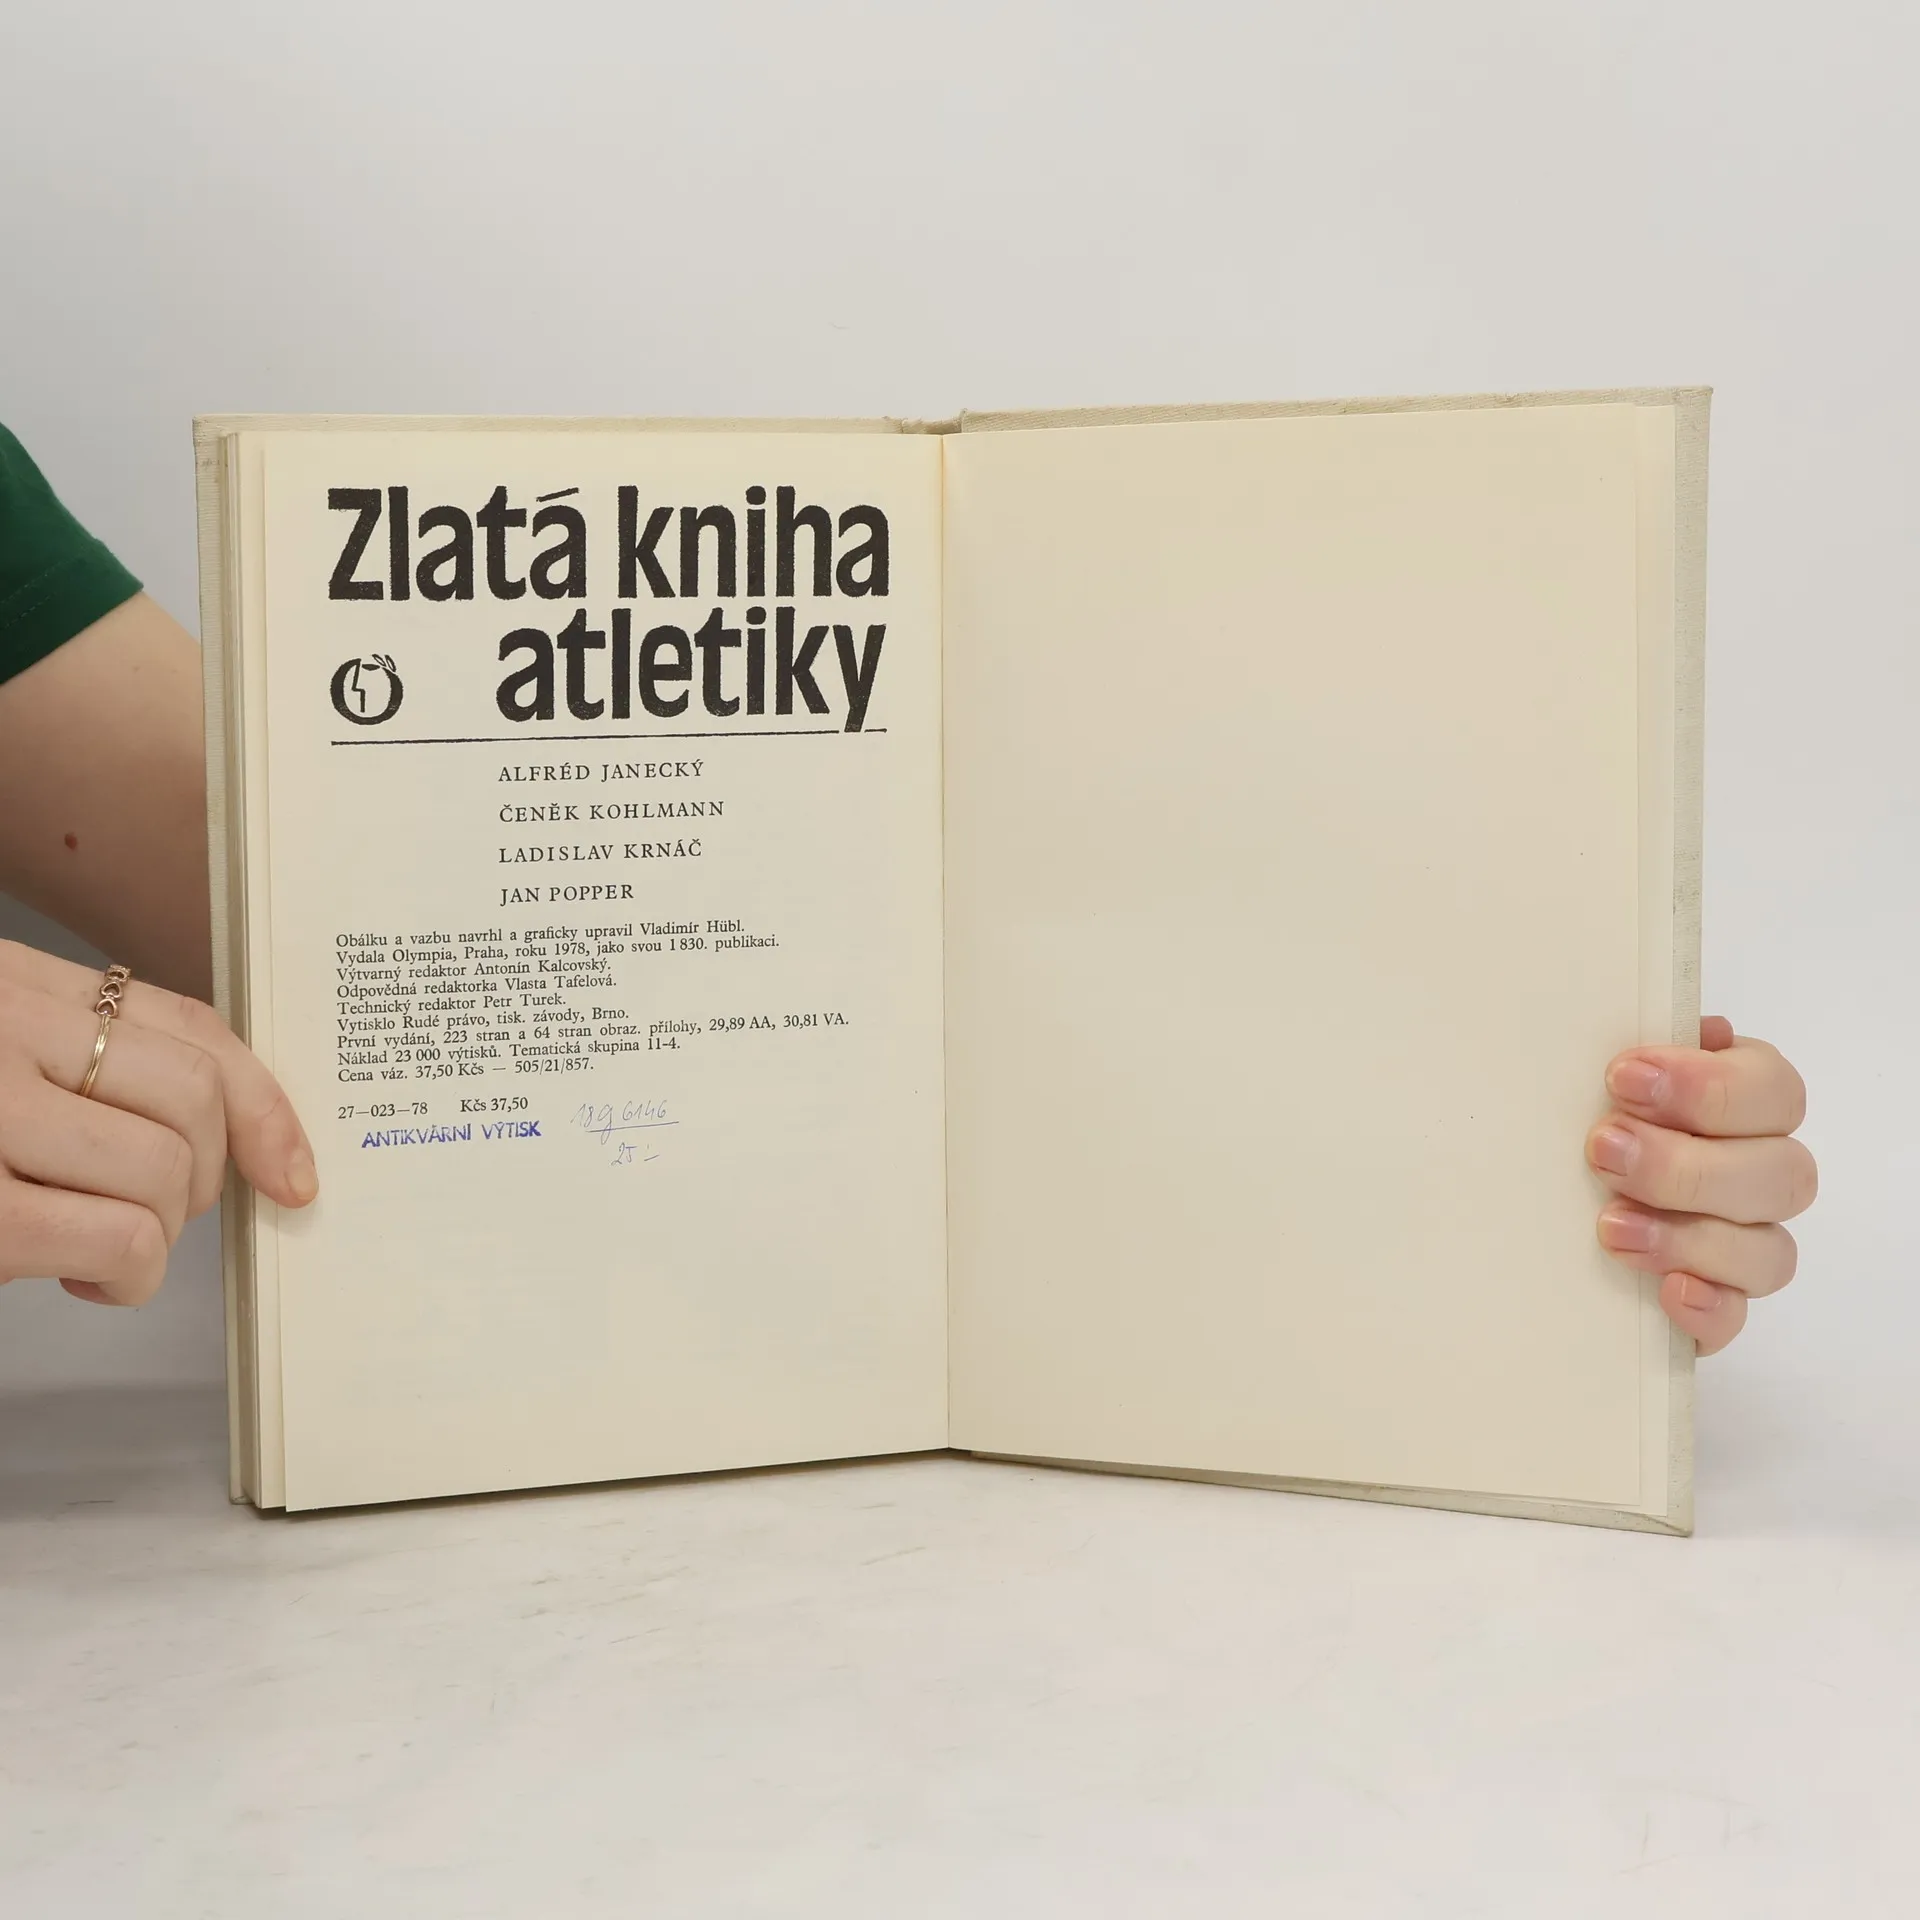 Zlatá kniha
atletiky
ALFRÉD JANECKÝ
ČENĚK KOHLMANN
LADISLAV KRNÁČ
JAN POPPER
Obálku a vazbu navrhl a graficky upravil Vladimír Hübl.
Vydala Olympia, Praha, roku 1978, jako svou 1 830. publikaci.
Výtvarný redaktor Antonín Kalcovský.
Odpovědná redaktorka Vlasta Tafelová.
Technický redaktor Petr Turek.
Vytisklo Rudé právo, tisk. závody, Brno.
První vydání, 223 stran a 64 stran obraz. přílohy, 29,89 AA, 30,81 VA.
Náklad 23 000 výtisků. Tematická skupina 11-4.
Cena váz. 37,50 Kčs — 505/21/857.
27—023—78 Kčs 37,50
ANTIKVÁRNÍ VÝTISK
18g 6146
25 –